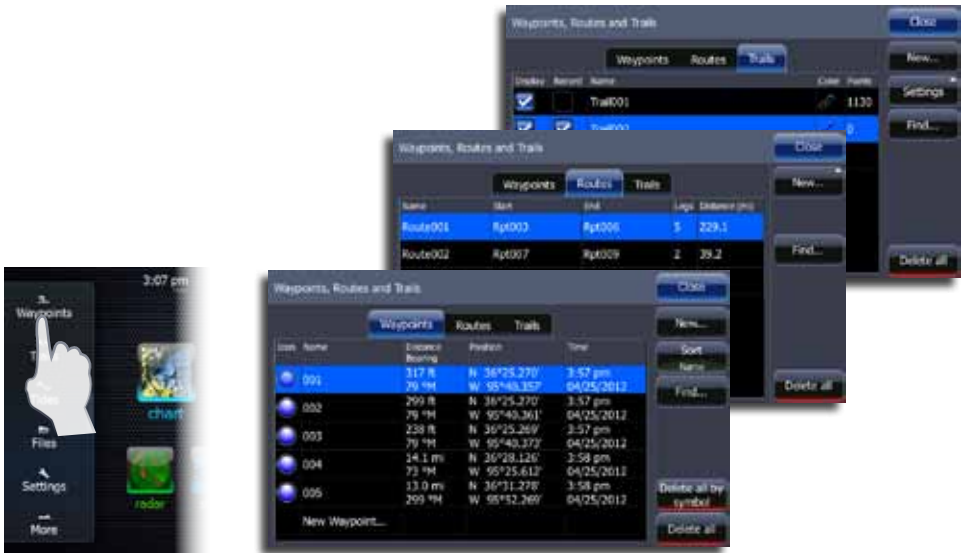 Waypoints, Routes and Trails
Close
Waypoints Routes Trails
New...
Display Record Name Color Points
Settings
Trail001 1130
Find...
0
Delete all
Waypoints, Routes and Trails
Close
Waypoints Routes Trails
New...
Name Start End Legs Distance (mi)
Route001 Rpt003 Rpt006 5 229.1
Route002 Rpt007 Rpt009 2 39.2
Find...
Delete all
3:07 pm
Waypoints
Tides
chart
Files
Settings
radar
More
Waypoints, Routes and Trails
Close
Waypoints Routes Trails
New...
Icon Name Distance Bearing Position Time
Sort
Name
001 317 ft N 36°25.270' 3:57 pm
79 °M W 95°40.357' 04/25/2012
Find...
002 299 ft N 36°25.270' 3:57 pm
79 °M W 95°40.361' 04/25/2012
003 238 ft N 36°25.269' 3:57 pm
79 °M W 95°40.373' 04/25/2012
004 14.1 mi N 36°28.126' 3:58 pm
73 °M W 95°25.612' 04/25/2012
005 13.0 mi N 36°31.278' 3:58 pm
299 °M W 95°52.269' 04/25/2012
Delete all by
symbol
New Waypoint...
Delete all